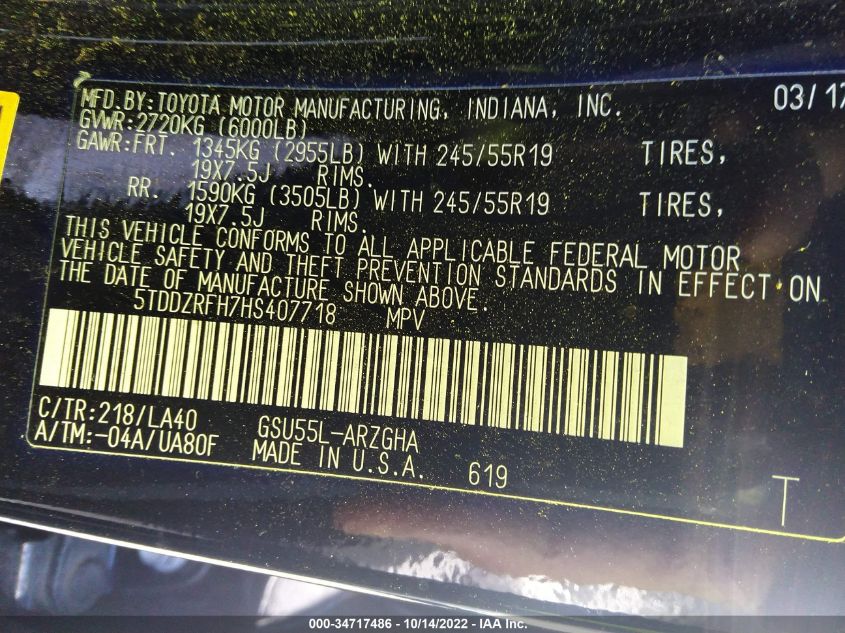 MFD.BY:TOYOTA MOTOR MANUFACTURING, INDIANA, INC. 03/17
GVWR:2720KG (6000LB)
GAWR:FRT. 1345KG (2955LB) WITH 245/55R19 TIRES,
19X7.5J RIMS.
RR. 1590KG (3505LB) WITH 245/55R19 TIRES,
19X7.5J RIMS.
THIS VEHICLE CONFORMS TO ALL APPLICABLE FEDERAL MOTOR
VEHICLE SAFETY AND THEFT PREVENTION STANDARDS IN EFFECT ON
THE DATE OF MANUFACTURE SHOWN ABOVE.
5TDDZRFH7HS407718 MPV
C/TR:218/LA40 GSU55L-ARZGHA
A/TM:-04A/UA80F MADE IN U.S.A. 619
T
000-34717486 - 10/14/2022 - IAA Inc.